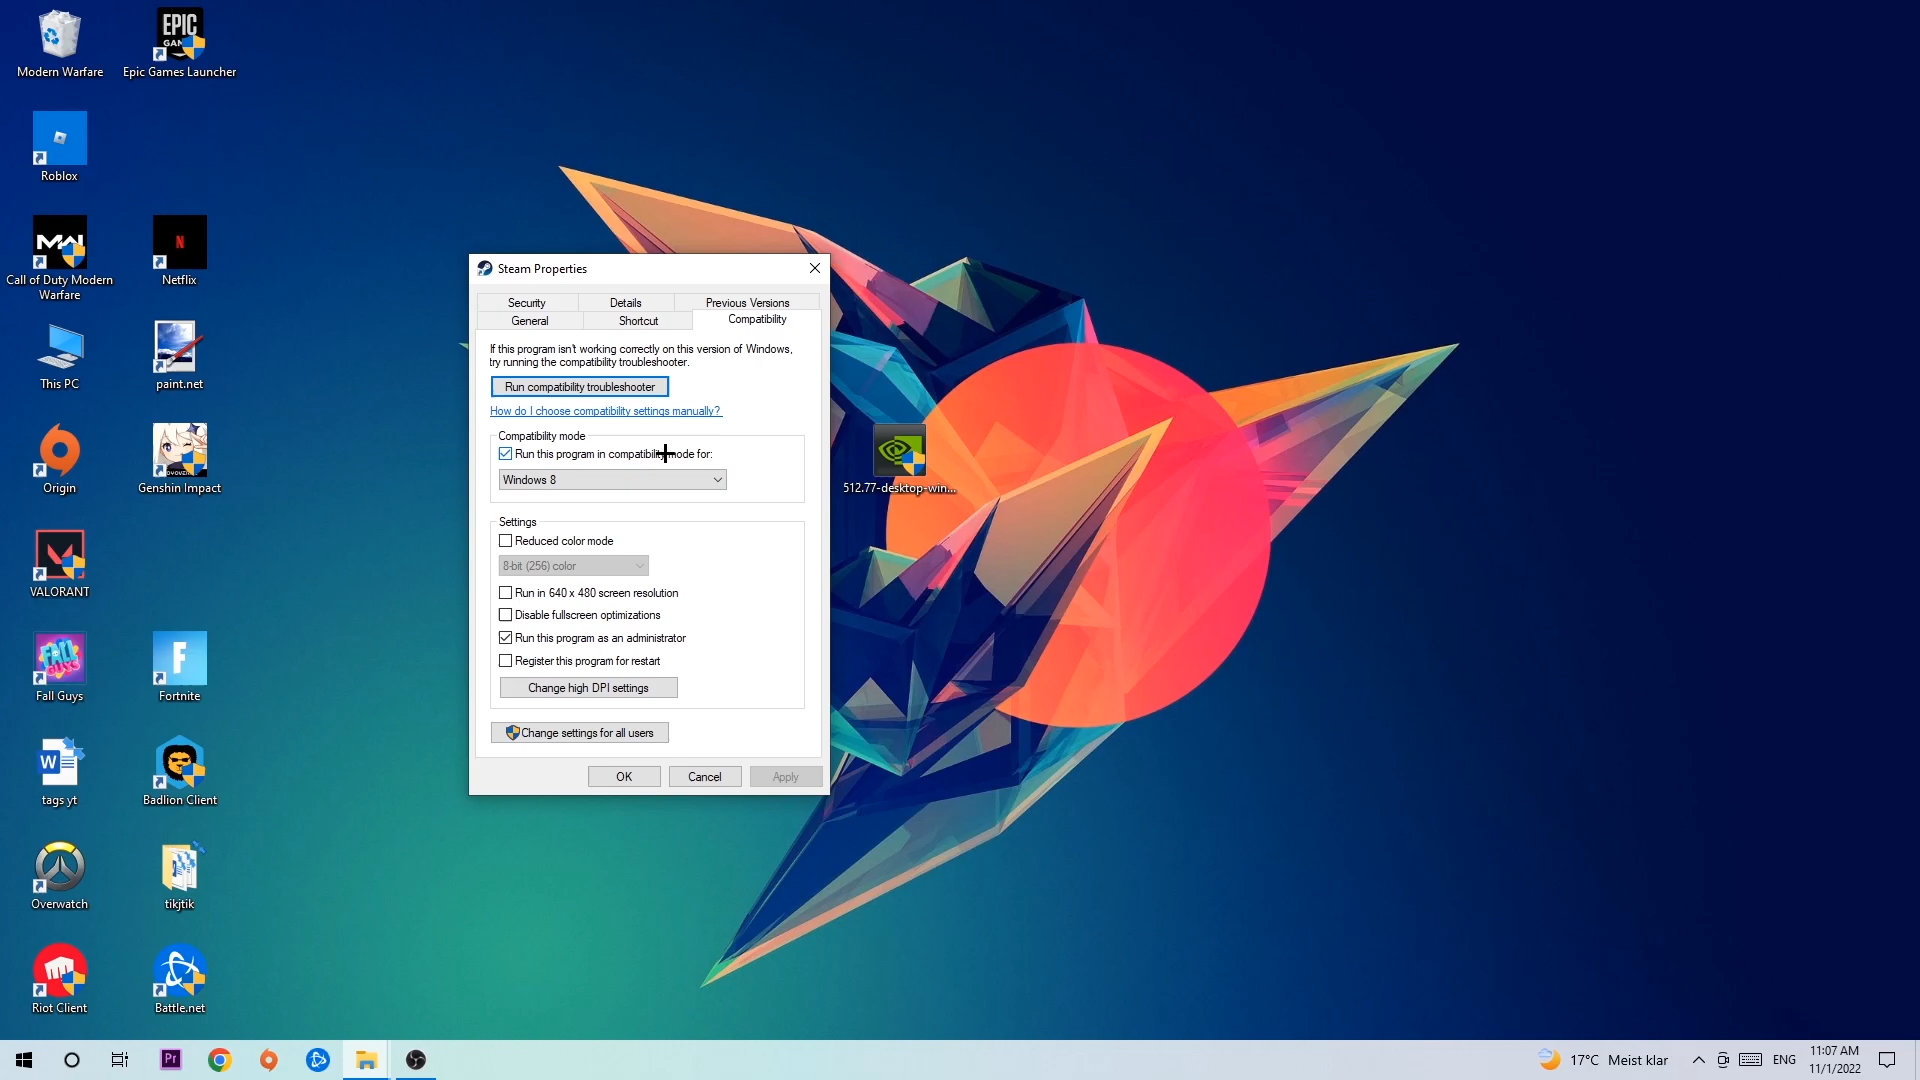 Modern Warfare
EPIC
GAM
Epic Games Launcher
Roblox
MW
Call of Duty Modern
Warfare
N
Netflix
This PC
paint.net
Origin
Genshin Impact
VALORANT
FALL
Fall Guys
F
Fortnite
W
tags yt
Badlion Client
Overwatch
tikjtik
Riot Client
Battle.net
512.77-desktop-win...
Steam Properties
Security
Details
Previous Versions
General
Shortcut
Compatibility
If this program isn't working correctly on this version of Windows,
try running the compatibility troubleshooter.
Run compatibility troubleshooter
How do I choose compatibility settings manually?
Compatibility mode
Run this program in compatibility mode for:
Windows 8
Settings
Reduced color mode
8-bit (256) color
Run in 640 x 480 screen resolution
Disable fullscreen optimizations
Run this program as an administrator
Register this program for restart
Change high DPI settings
Change settings for all users
OK
Cancel
Apply
Pr
17°C Meist klar
ENG
11:07 AM
11/1/2022